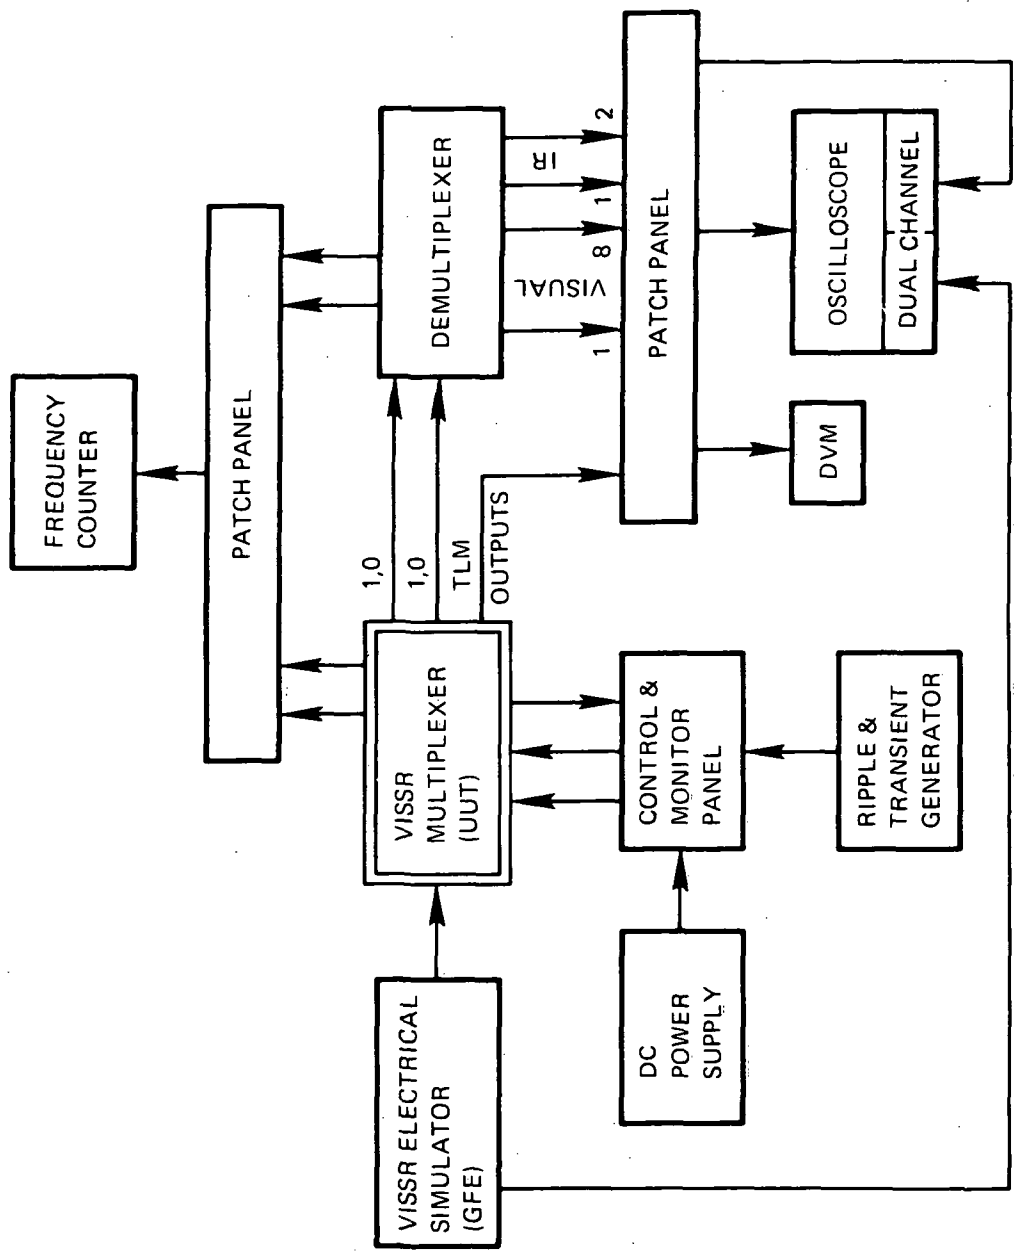 FREQUENCY
COUNTER
PATCH PANEL
VISSR ELECTRICAL
SIMULATOR
(GFE)
VISSR
MULTIPLEXER
(UUT)
1,0
1,0
TLM
OUTPUTS
DEMULTIPLEXER
1
VISUAL
8
1
IR
2
DC
POWER
SUPPLY
CONTROL &
MONITOR
PANEL
PATCH PANEL
RIPPLE &
TRANSIENT
GENERATOR
DVM
OSCILLOSCOPE
DUAL CHANNEL